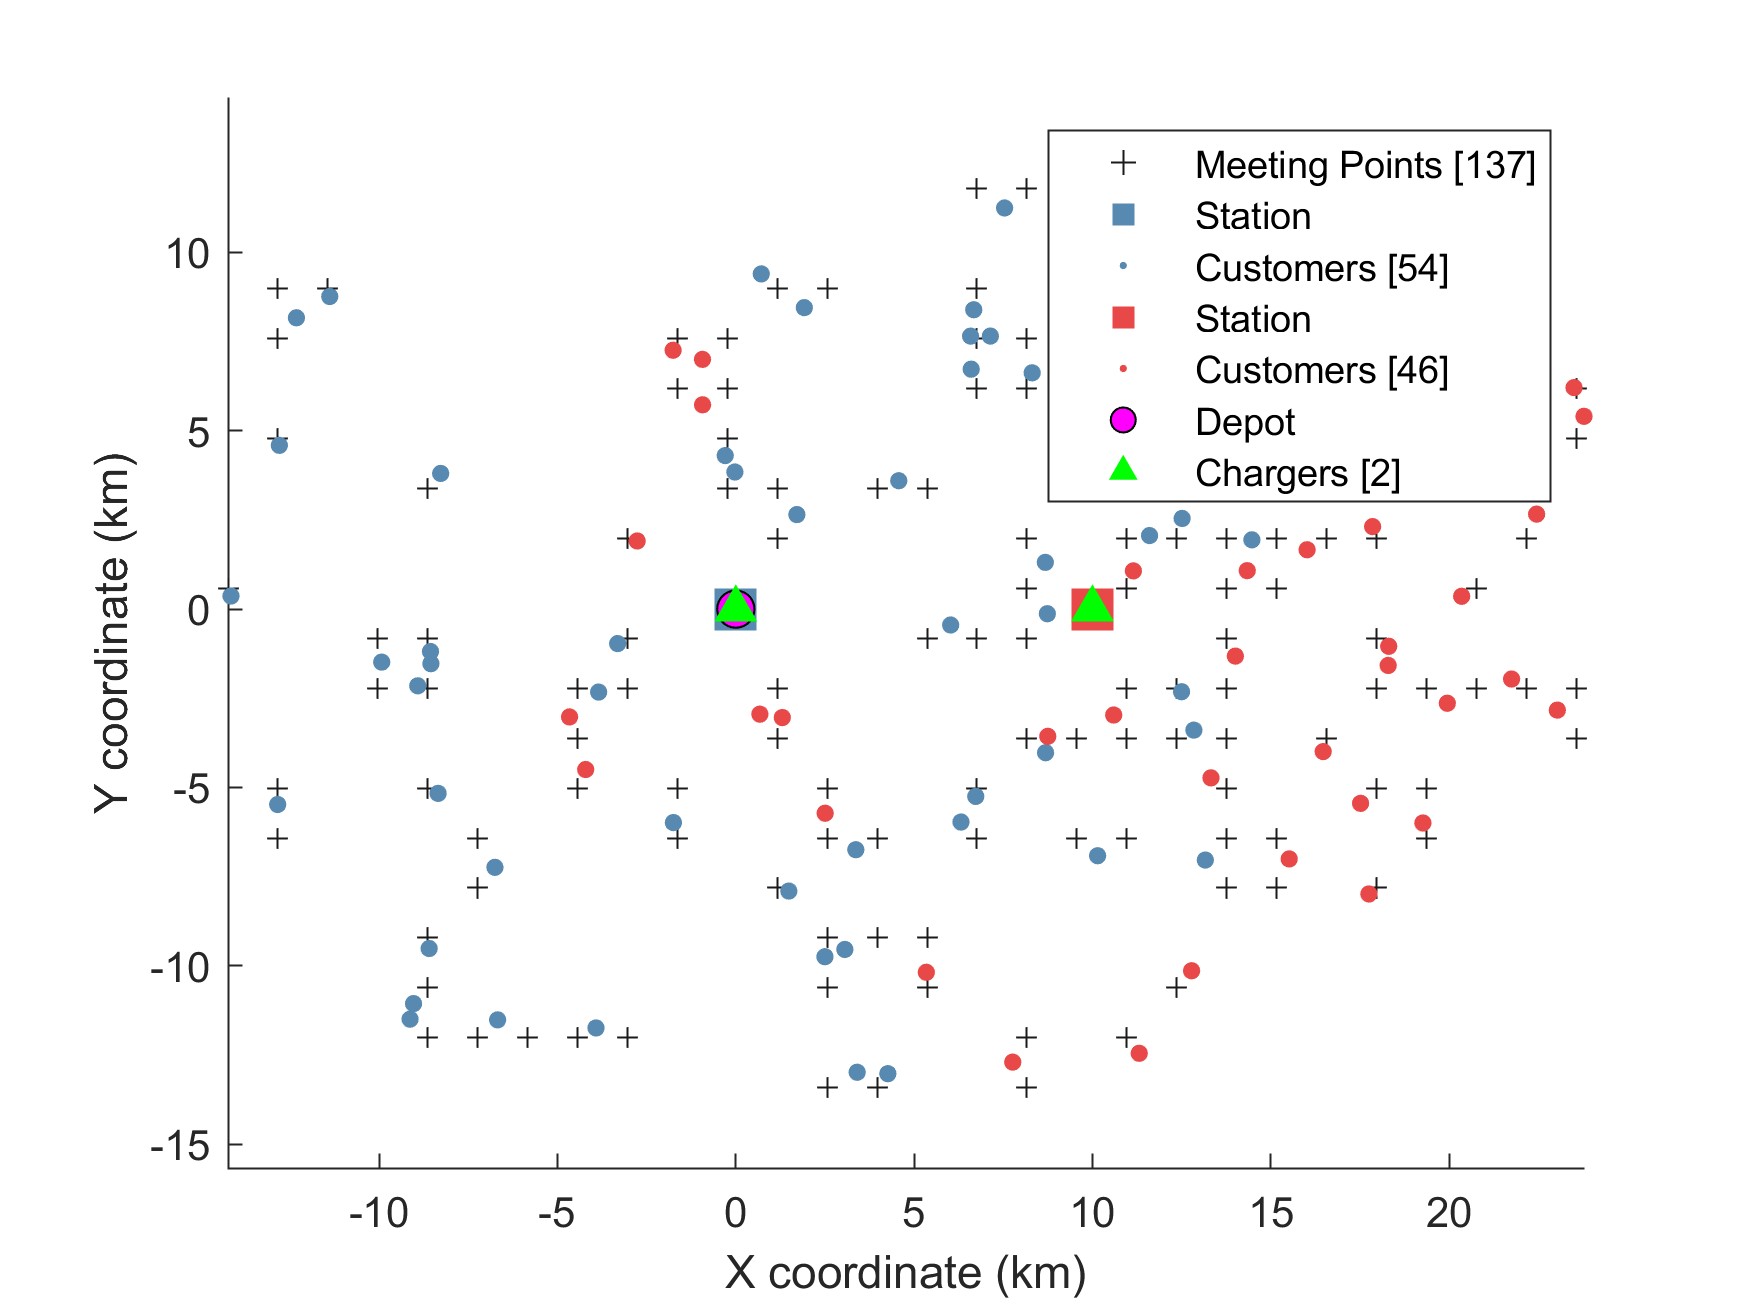 Meeting Points [137]
Station
Customers [54]
Station
Customers [46]
Depot
Chargers [2]
10
5
0
-5
-10
-15
Y coordinate (km)
-10 -5 0 5 10 15 20
X coordinate (km)